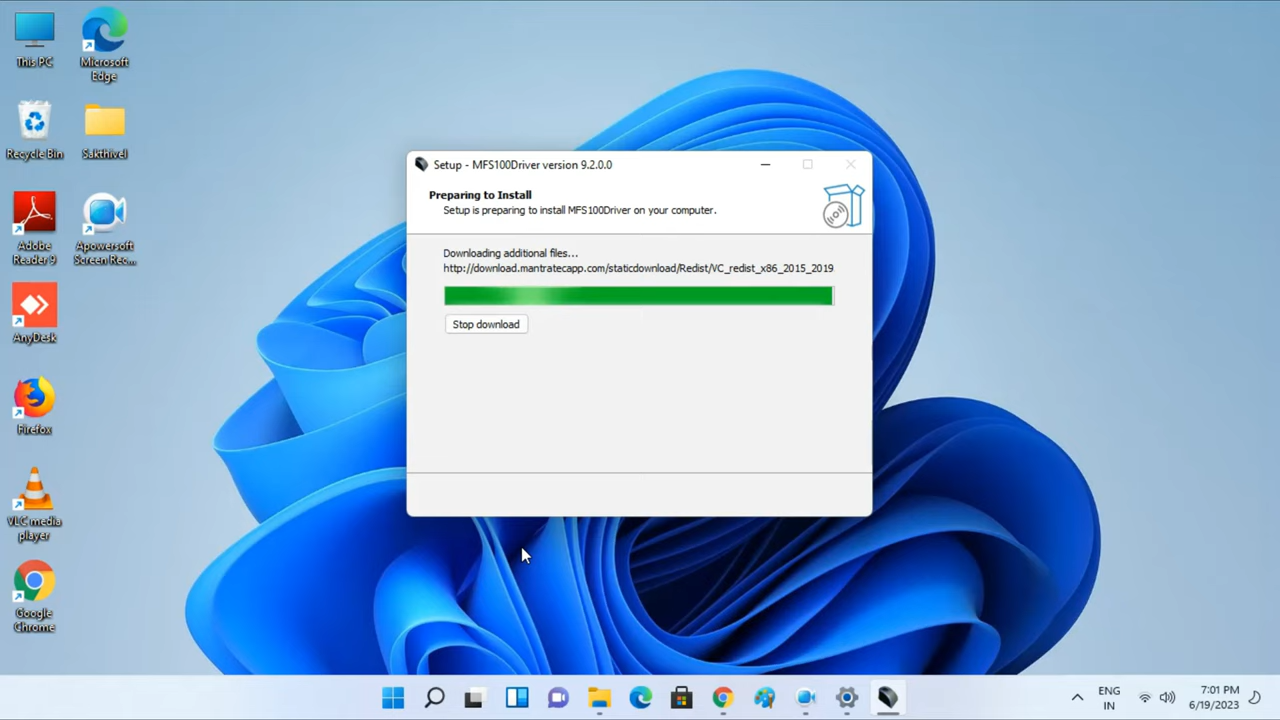 This PC
Microsoft
Edge
Recycle Bin
Sakthivel
Adobe
Reader 9
Apowersoft
Screen Rec...
AnyDesk
Firefox
VLC media
player
Google
Chrome
Setup - MFS100Driver version 9.2.0.0
Preparing to Install
Setup is preparing to install MFS100Driver on your computer.
Downloading additional files...
http://download.mantratecapp.com/staticdownload/Redist/VC_redist_x86_2015_2019
Stop download
ENG
IN
7:01 PM
6/19/2023